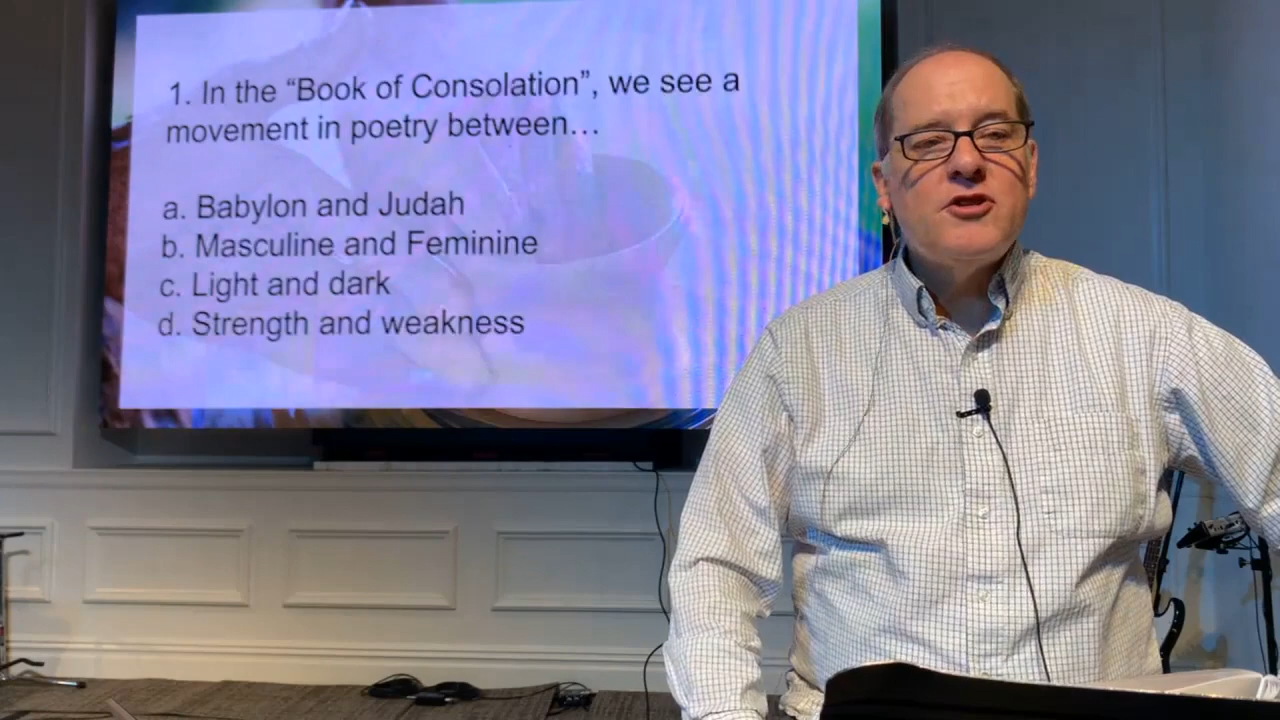 1. In the “Book of Consolation”, we see a
movement in poetry between…
a. Babylon and Judah
b. Masculine and Feminine
c. Light and dark
d. Strength and weakness